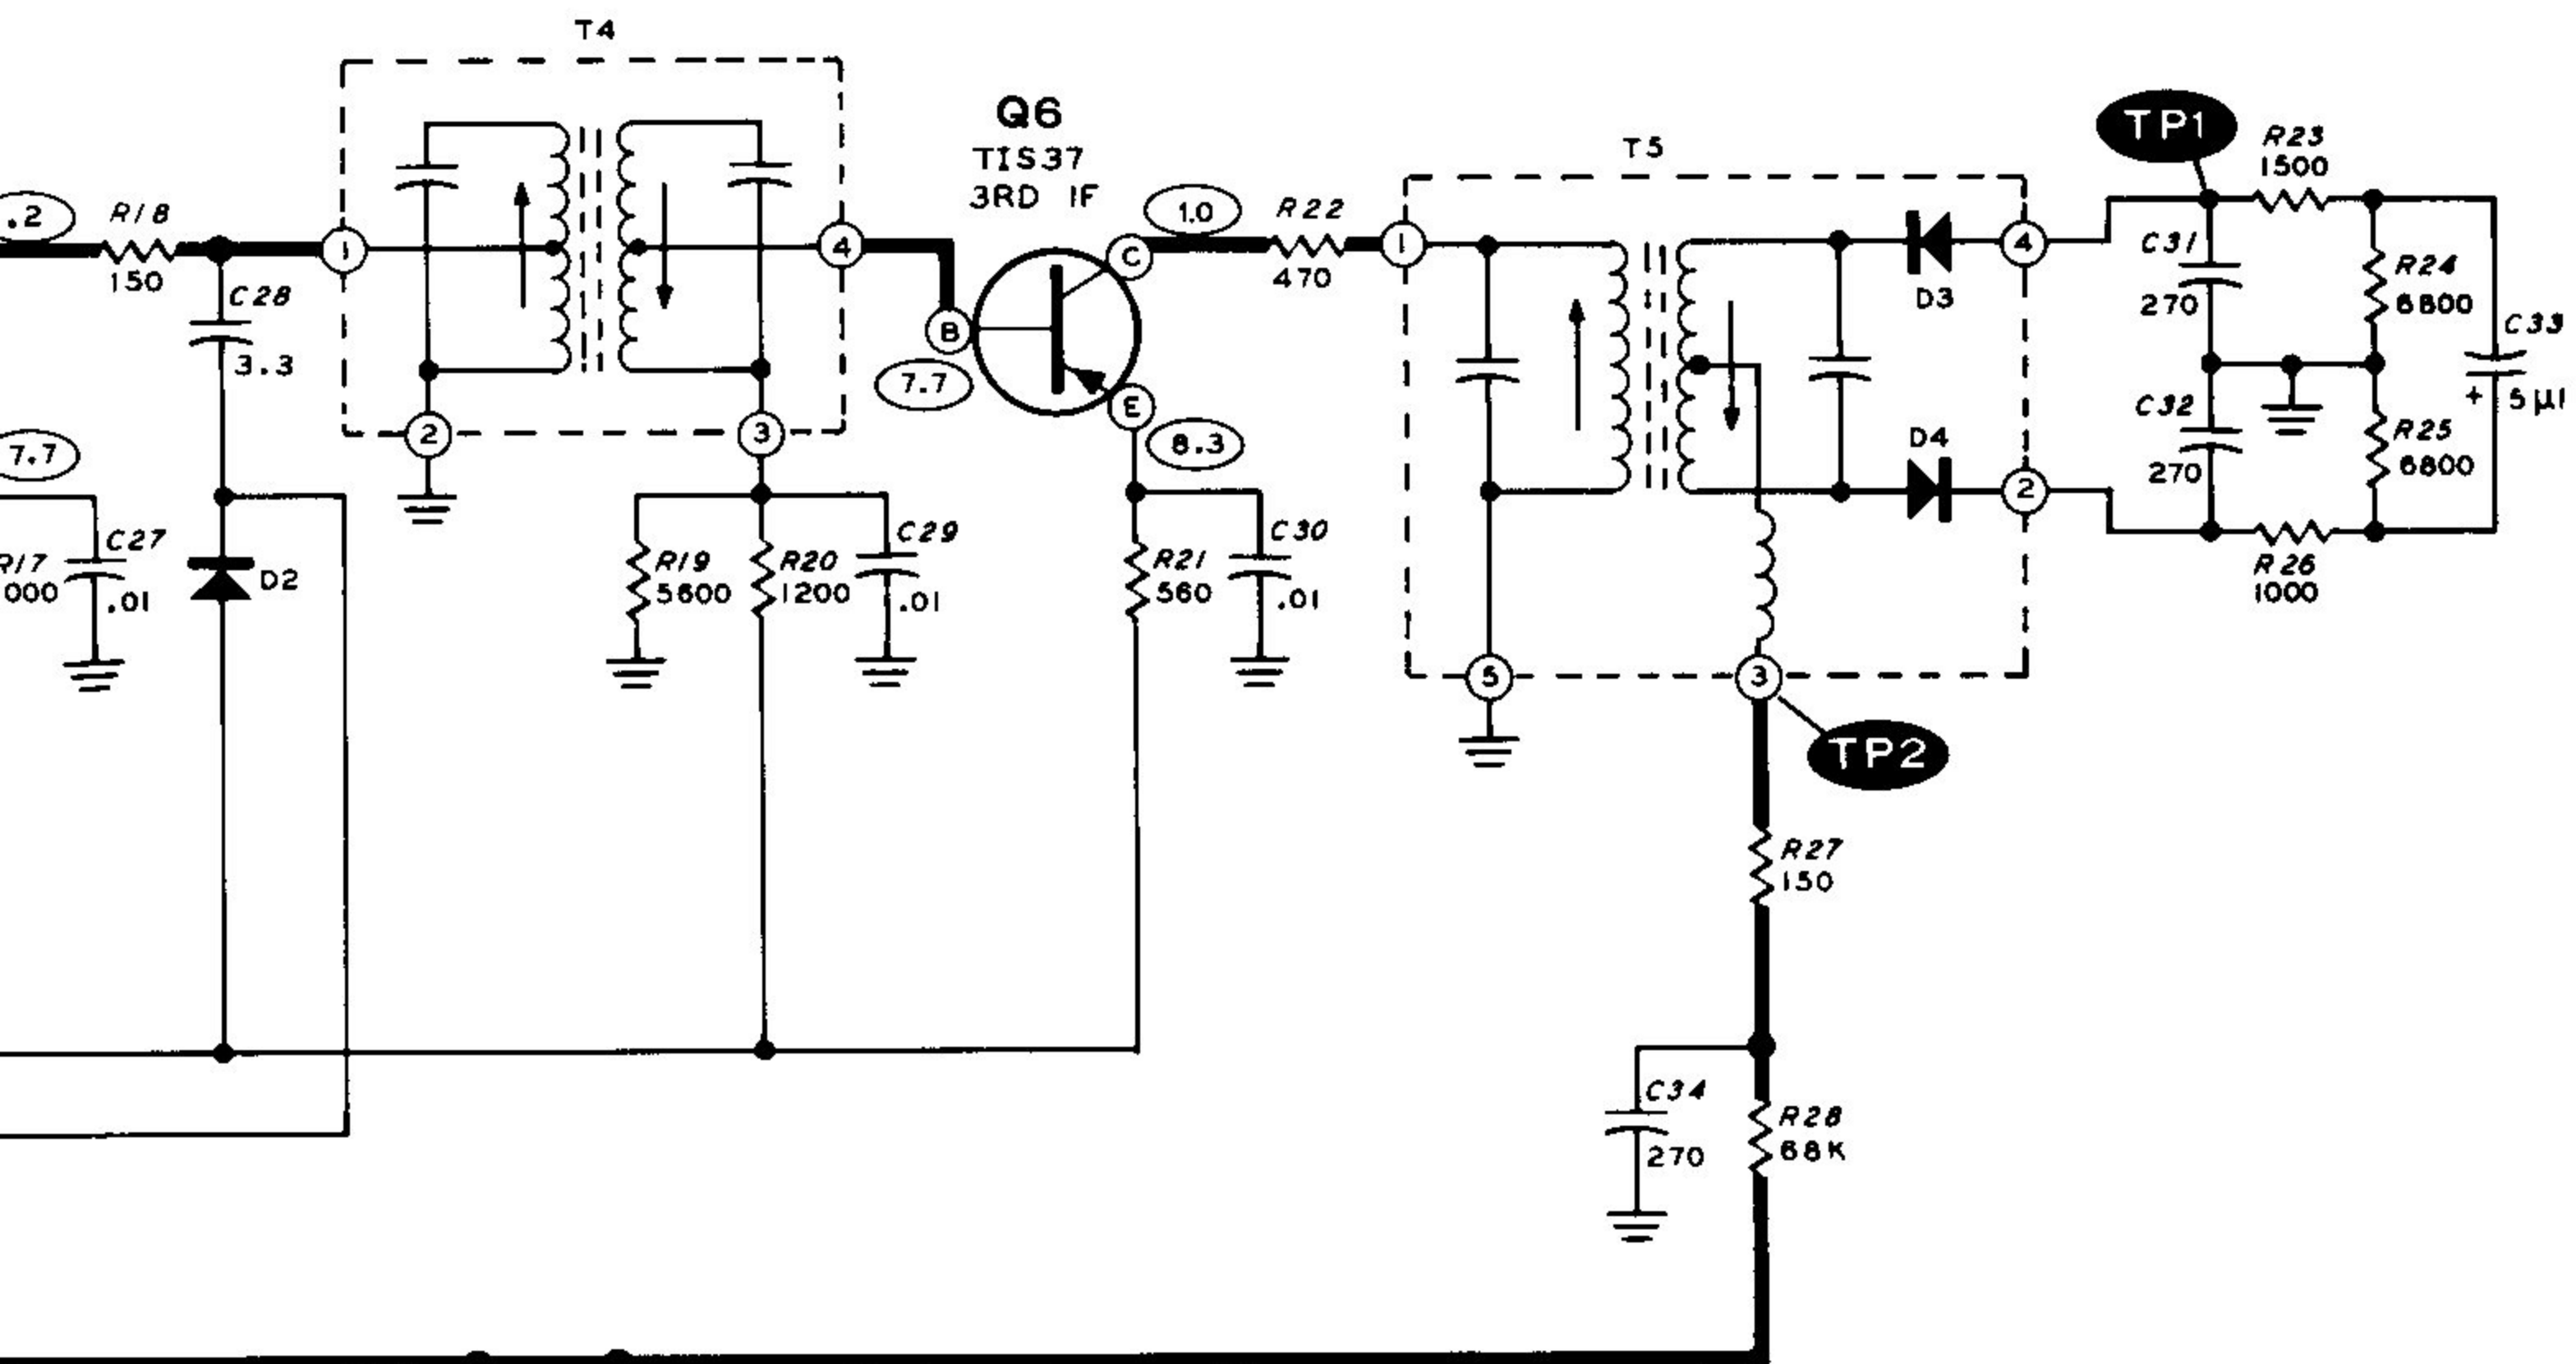 T4
Q6
TIS37
3RD IF
T5
TP1
R23
1500
.2
R18
150
1
4
C
1.0
R22
470
1
4
C31
270
R24
6800
C28
3.3
B
7.7
D3
C33
+ 5µ
E
8.3
D4
C32
270
R25
6800
2
3
2
7.7
C27
.01
R17
000
D2
R19
5600
R20
1200
C29
.01
R21
560
C30
.01
R26
1000
5
3
TP2
R27
150
C34
270
R28
68K